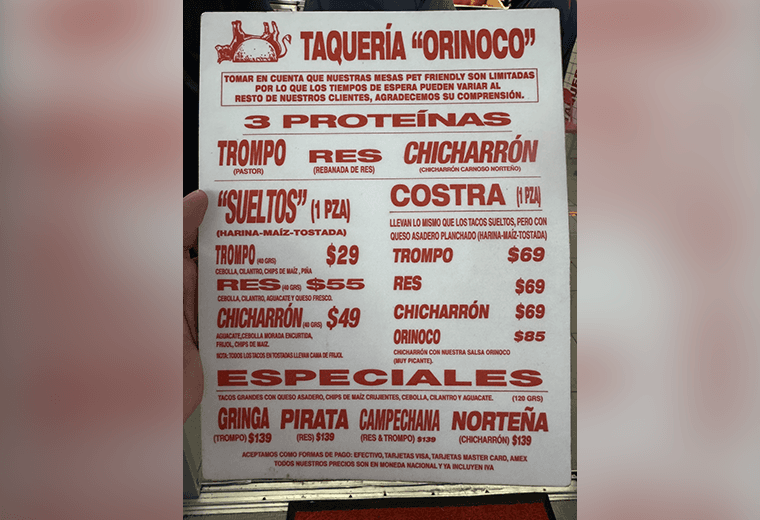 TAQUERÍA "ORINOCO"
TOMAR EN CUENTA QUE NUESTRAS MESAS PET FRIENDLY SON LIMITADAS
POR LO QUE LOS TIEMPOS DE ESPERA PUEDEN VARIAR AL
RESTO DE NUESTROS CLIENTES, AGRADECEMOS SU COMPRENSIÓN.
3 PROTEÍNAS
TROMPO RES CHICHARRÓN
(PASTOR) (REBANADA DE RES) (CHICHARRÓN CARNOSO NORTEÑO)
"SUELTOS" (1 PZA)
(HARINA-MAÍZ-TOSTADA)
TROMPO (40 GRS) $29
CEBOLLA, CILANTRO, CHIPS DE MAÍZ, PIÑA
RES (40 GRS) $55
CEBOLLA, CILANTRO, AGUACATE Y QUESO FRESCO.
CHICHARRÓN (40 GRS) $49
AGUACATE, CEBOLLA MORADA ENCURTIDA,
FRIJOL, CHIPS DE MAIZ.
NOTA: TODOS LOS TACOS EN TOSTADAS LLEVAN CAMA DE FRIJOL.
COSTRA (1 PZA)
LLEVAN LO MISMO QUE LOS TACOS SUELTOS, PERO CON
QUESO ASADERO PLANCHADO (HARINA-MAÍZ-TOSTADA)
TROMPO $69
RES $69
CHICHARRÓN $69
ORINOCO $85
CHICHARRÓN CON NUESTRA SALSA ORINOCO
(MUY PICANTE).
ESPECIALES
TACOS GRANDES CON QUESO ASADERO, CHIPS DE MAÍZ CRUJIENTES, CEBOLLA, CILANTRO Y AGUACATE. (120 GRS)
GRINGA PIRATA CAMPECHANA NORTEÑA
(TROMPO) $139 (RES) $139 (RES & TROMPO) $139 (CHICHARRÓN) $139
ACEPTAMOS COMO FORMAS DE PAGO: EFECTIVO, TARJETAS VISA, TARJETAS MASTER CARD, AMEX
TODOS NUESTROS PRECIOS SON EN MONEDA NACIONAL Y YA INCLUYEN IVA